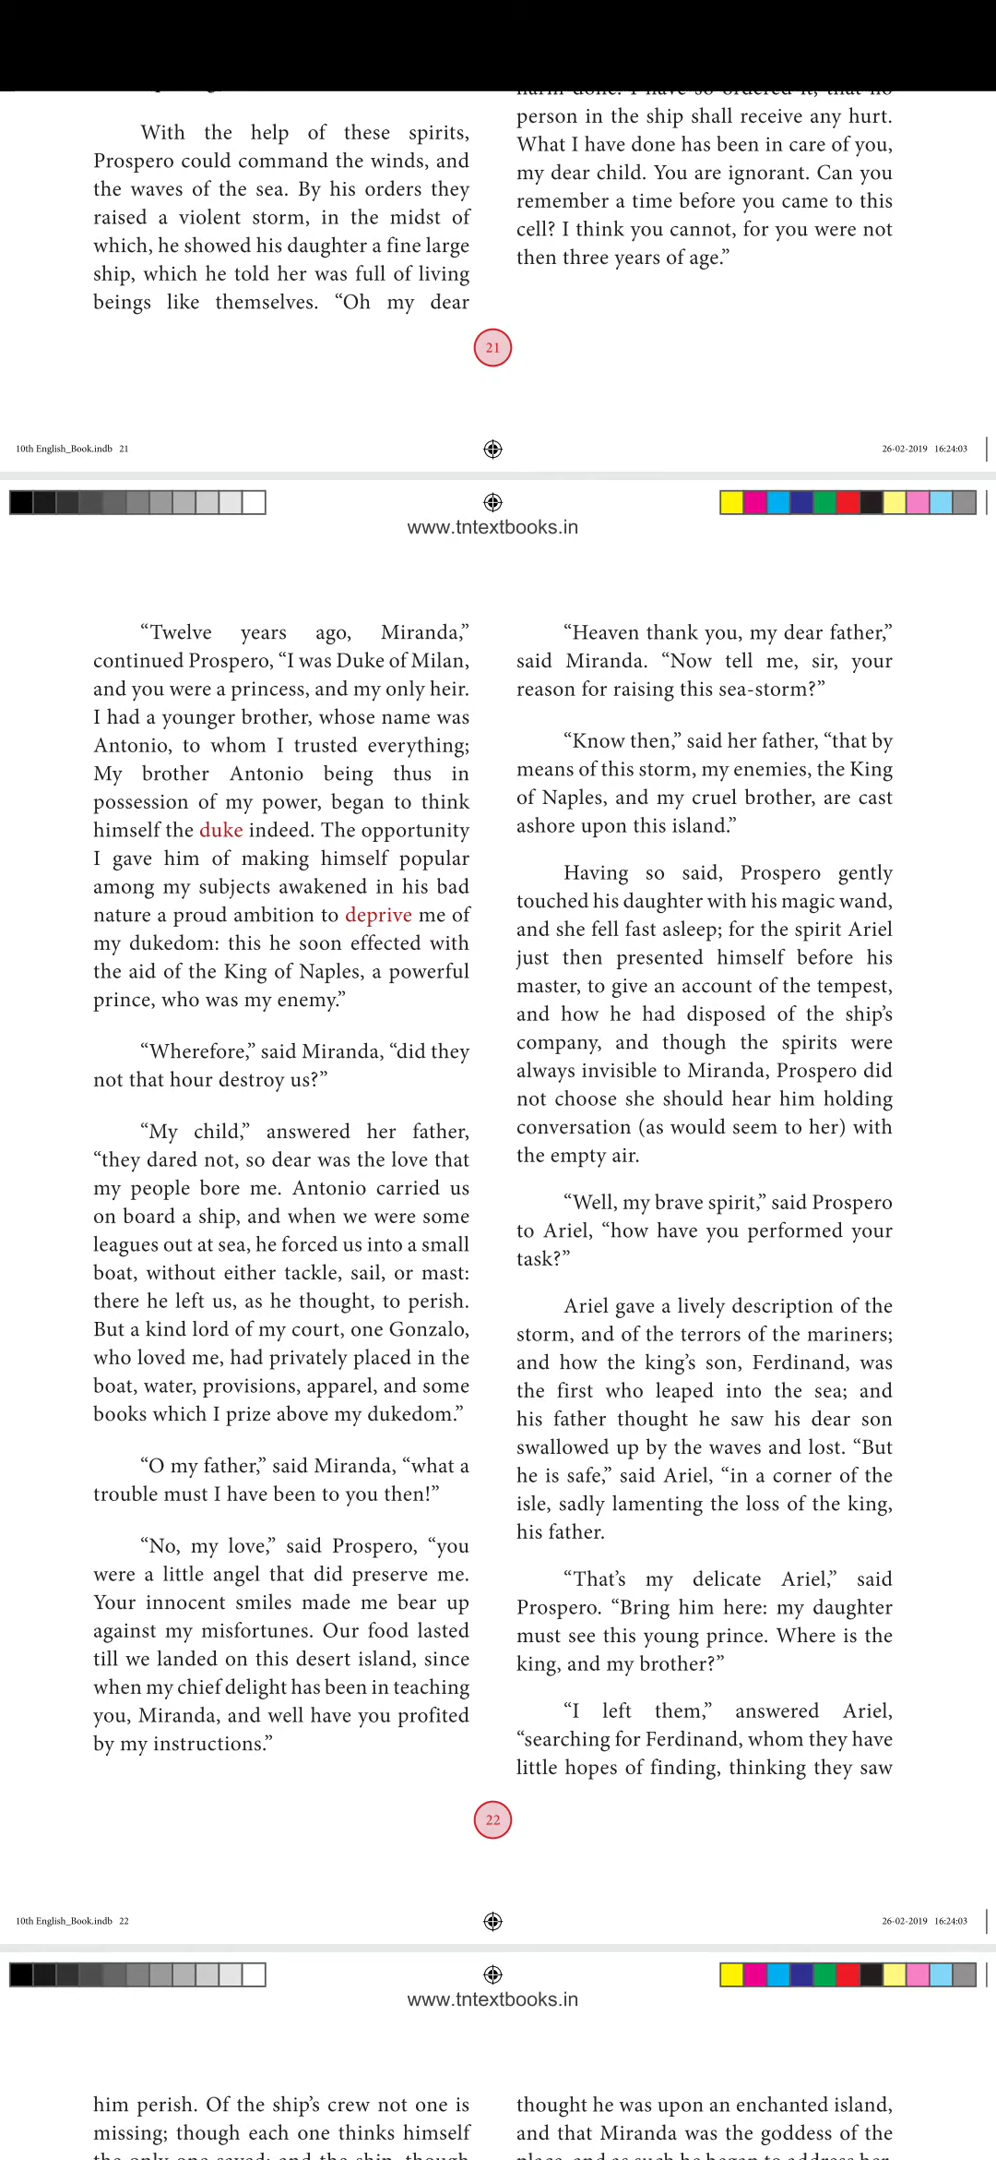 harm done. I have so ordered it, that no
With the help of these spirits,
Prospero could command the winds, and
the waves of the sea. By his orders they
raised a violent storm, in the midst of
which, he showed his daughter a fine large
ship, which he told her was full of living
beings like themselves. “Oh my dear
person in the ship shall receive any hurt.
What I have done has been in care of you,
my dear child. You are ignorant. Can you
remember a time before you came to this
cell? I think you cannot, for you were not
then three years of age.”
21
10th English_Book.indb 21
26-02-2019 16:24:03
www.tntextbooks.in
“Twelve years ago, Miranda,”
continued Prospero, “I was Duke of Milan,
and you were a princess, and my only heir.
I had a younger brother, whose name was
Antonio, to whom I trusted everything;
My brother Antonio being thus in
possession of my power, began to think
himself the duke indeed. The opportunity
I gave him of making himself popular
among my subjects awakened in his bad
nature a proud ambition to deprive me of
my dukedom: this he soon effected with
the aid of the King of Naples, a powerful
prince, who was my enemy.”
“Wherefore,” said Miranda, “did they
not that hour destroy us?”
“My child,” answered her father,
“they dared not, so dear was the love that
my people bore me. Antonio carried us
on board a ship, and when we were some
leagues out at sea, he forced us into a small
boat, without either tackle, sail, or mast:
there he left us, as he thought, to perish.
But a kind lord of my court, one Gonzalo,
who loved me, had privately placed in the
boat, water, provisions, apparel, and some
books which I prize above my dukedom.”
“O my father,” said Miranda, “what a
trouble must I have been to you then!”
“No, my love,” said Prospero, “you
were a little angel that did preserve me.
Your innocent smiles made me bear up
against my misfortunes. Our food lasted
till we landed on this desert island, since
when my chief delight has been in teaching
you, Miranda, and well have you profited
by my instructions.”
“Heaven thank you, my dear father,”
said Miranda. “Now tell me, sir, your
reason for raising this sea-storm?”
“Know then,” said her father, “that by
means of this storm, my enemies, the King
of Naples, and my cruel brother, are cast
ashore upon this island.”
Having so said, Prospero gently
touched his daughter with his magic wand,
and she fell fast asleep; for the spirit Ariel
just then presented himself before his
master, to give an account of the tempest,
and how he had disposed of the ship’s
company, and though the spirits were
always invisible to Miranda, Prospero did
not choose she should hear him holding
conversation (as would seem to her) with
the empty air.
“Well, my brave spirit,” said Prospero
to Ariel, “how have you performed your
task?”
Ariel gave a lively description of the
storm, and of the terrors of the mariners;
and how the king’s son, Ferdinand, was
the first who leaped into the sea; and
his father thought he saw his dear son
swallowed up by the waves and lost. “But
he is safe,” said Ariel, “in a corner of the
isle, sadly lamenting the loss of the king,
his father.
“That’s my delicate Ariel,” said
Prospero. “Bring him here: my daughter
must see this young prince. Where is the
king, and my brother?”
“I left them,” answered Ariel,
“searching for Ferdinand, whom they have
little hopes of finding, thinking they saw
22
10th English_Book.indb 22
26-02-2019 16:24:03
www.tntextbooks.in
him perish. Of the ship’s crew not one is
missing; though each one thinks himself
the only one saved: and the ship, though
thought he was upon an enchanted island,
and that Miranda was the goddess of the
place, and as such he began to address her.